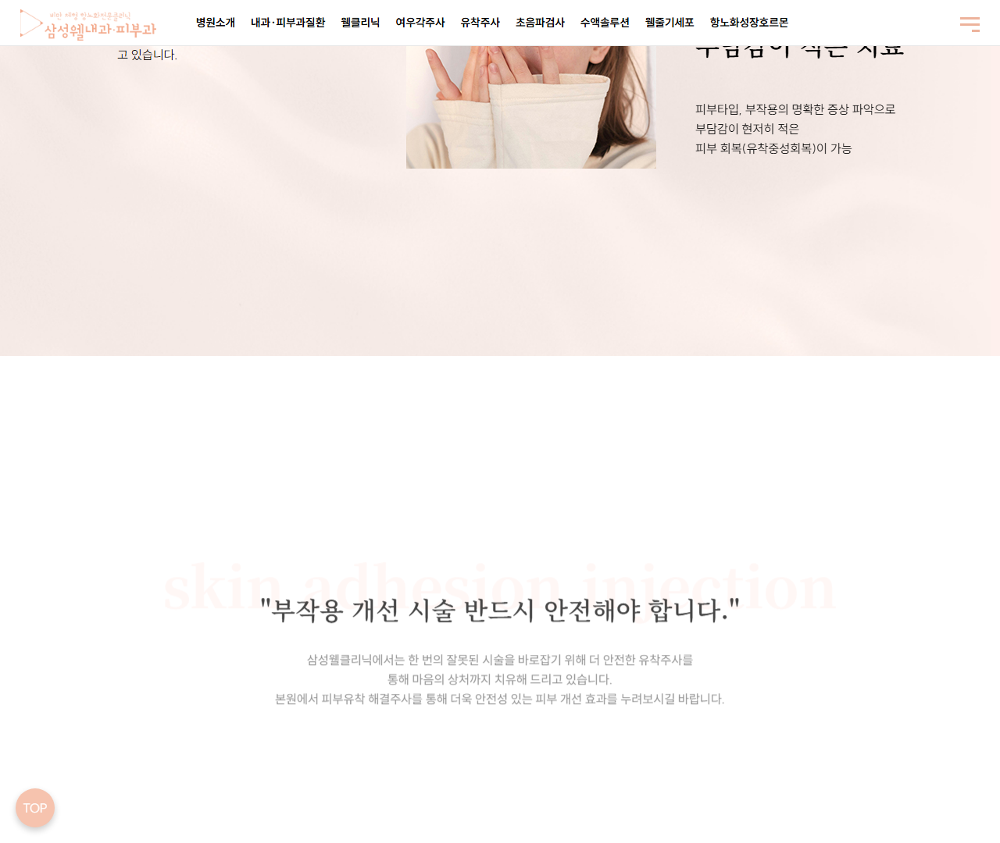 비만 체형 항노화전문클리닉
삼성웰내과·피부과
병원소개 내과·피부과질환 웰클리닉 여우각주사 유착주사 초음파검사 수액솔루션 웰줄기세포 항노화성장호르몬
고 있습니다.
부담감이 적은 치료
피부타입, 부작용의 명확한 증상 파악으로
부담감이 현저히 적은
피부 회복(유착중성회복)이 가능
skin adhesion injection
"부작용 개선 시술 반드시 안전해야 합니다."
삼성웰클리닉에서는 한 번의 잘못된 시술을 바로잡기 위해 더 안전한 유착주사를
통해 마음의 상처까지 치유해 드리고 있습니다.
본원에서 피부유착 해결주사를 통해 더욱 안전성 있는 피부 개선 효과를 누려보시길 바랍니다.
TOP